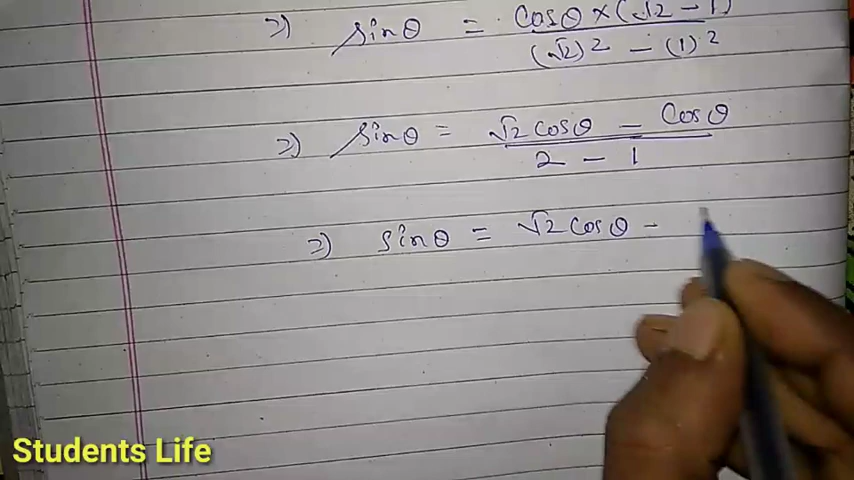 =) sinθ = cosθ×(√2 - 1)
(√2)² - (1)²
=) sinθ = √2 cosθ - cosθ
2 - 1
=) sinθ = √2 cosθ -
Students Life